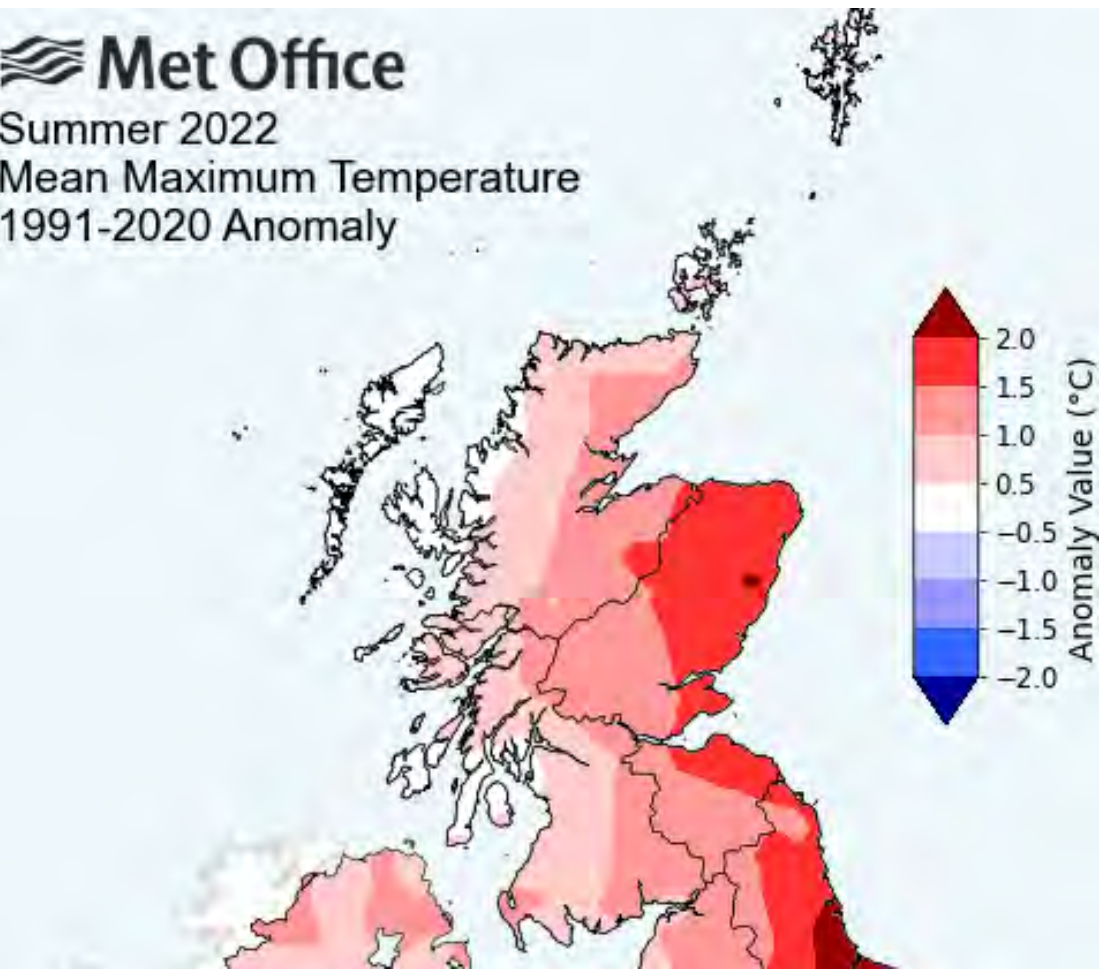 Met Office
Summer 2022
Mean Maximum Temperature
1991-2020 Anomaly
2.0
1.5
1.0
0.5
−0.5
−1.0
−1.5
−2.0
Anomaly Value (°C)